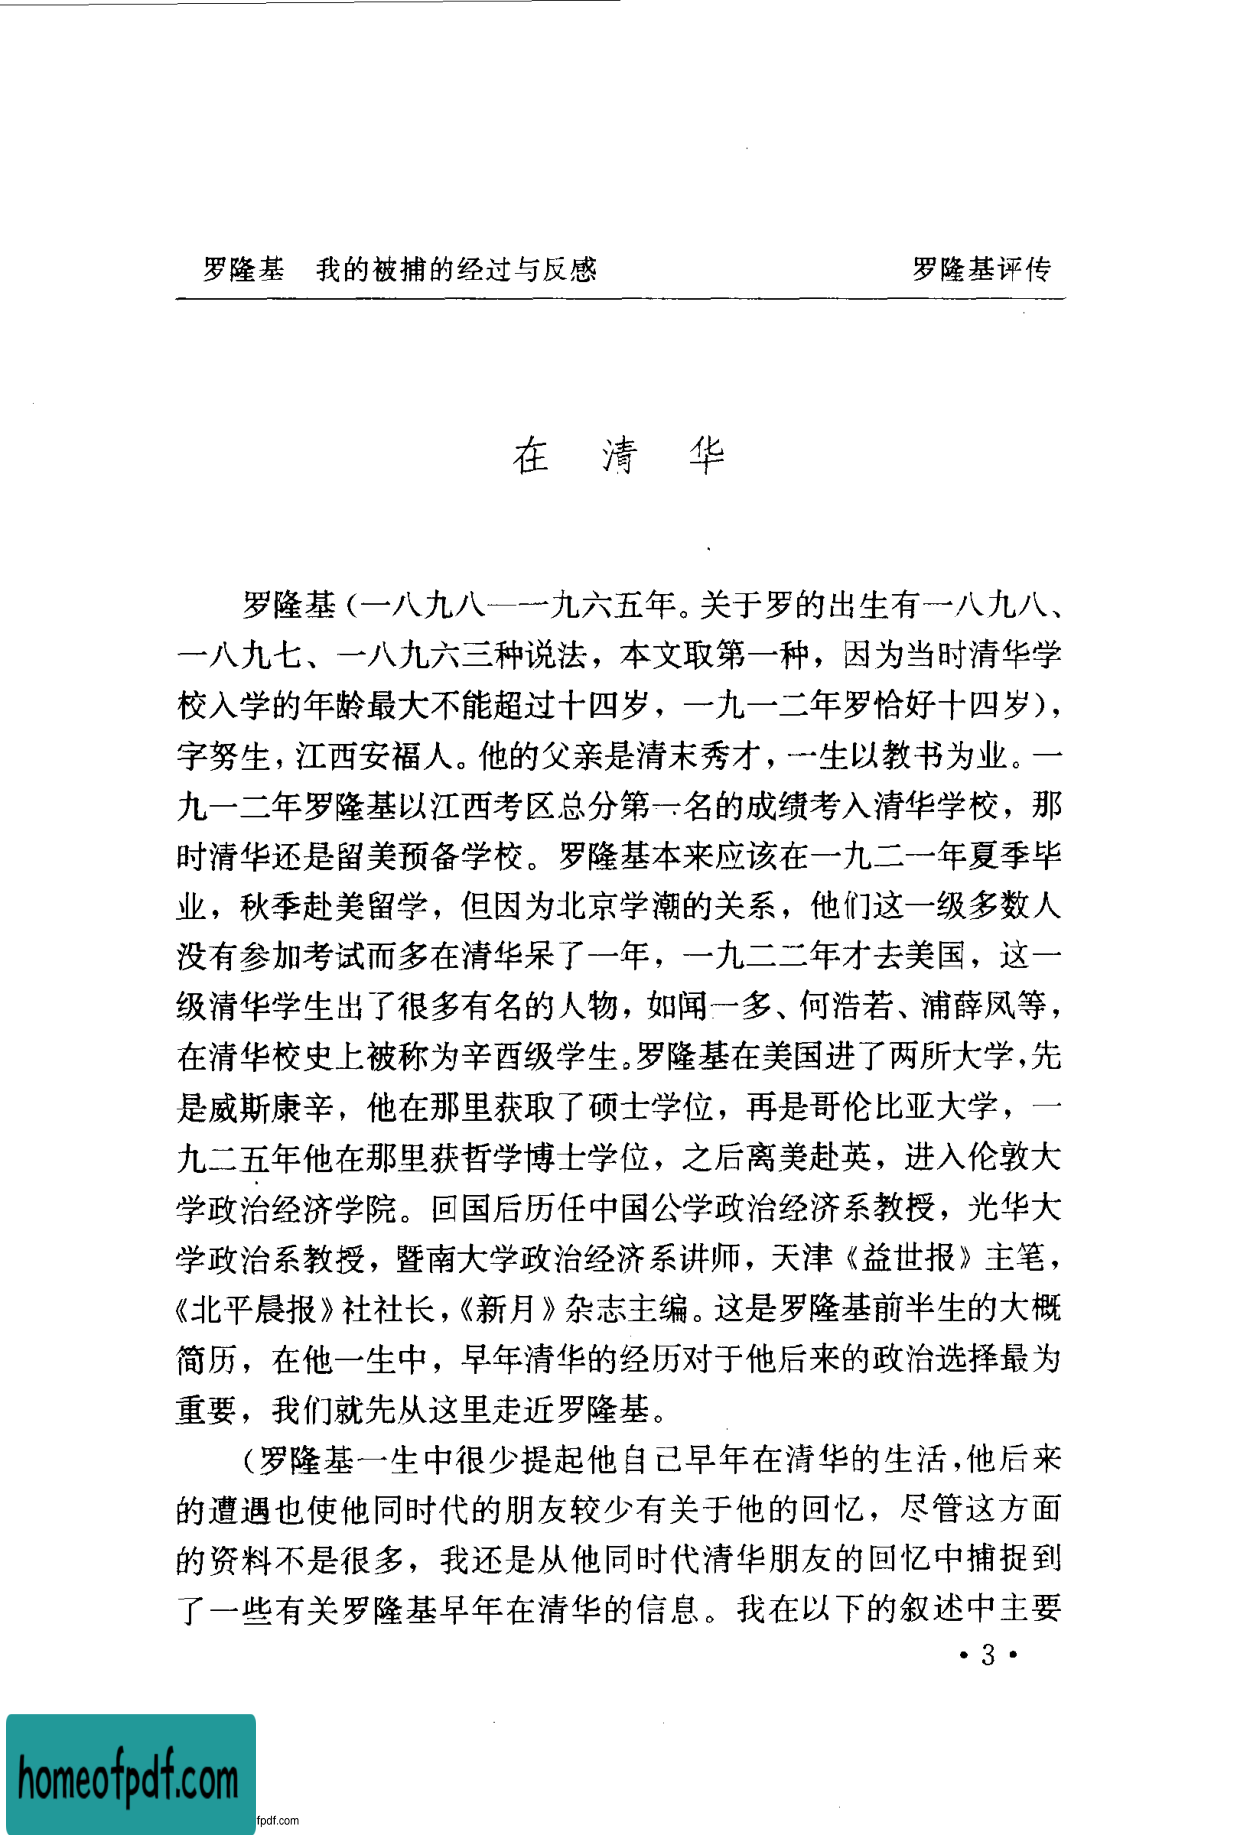 罗隆基　我的被捕的经过与反感　罗隆基评传
在清华
罗隆基（一八九八——一九六五年。关于罗的出生有一八九八、
一八九七、一八九六三种说法，本文取第一种，因为当时清华学
校入学的年龄最大不能超过十四岁，一九一二年罗恰好十四岁），
字努生，江西安福人。他的父亲是清末秀才，一生以教书为业。一
九一二年罗隆基以江西考区总分第一名的成绩考入清华学校，那
时清华还是留美预备学校。罗隆基本来应该在一九二一年夏季毕
业，秋季赴美留学，但因为北京学潮的关系，他们这一级多数人
没有参加考试而多在清华呆了一年，一九二二年才去美国，这一
级清华学生出了很多有名的人物，如闻一多、何浩若、浦薛凤等，
在清华校史上被称为辛酉级学生。罗隆基在美国进了两所大学，先
是威斯康辛，他在那里获取了硕士学位，再是哥伦比亚大学，一
九二五年他在那里获哲学博士学位，之后离美赴英，进入伦敦大
学政治经济学院。回国后历任中国公学政治经济系教授，光华大
学政治系教授，暨南大学政治经济系讲师，天津《益世报》主笔，
《北平晨报》社社长，《新月》杂志主编。这是罗隆基前半生的大概
简历，在他一生中，早年清华的经历对于他后来的政治选择最为
重要，我们就先从这里走近罗隆基。
（罗隆基一生中很少提起他自己早年在清华的生活，他后来
的遭遇也使他同时代的朋友较少有关于他的回忆，尽管这方面
的资料不是很多，我还是从他同时代清华朋友的回忆中捕捉到
了一些有关罗隆基早年在清华的信息。我在以下的叙述中主要
·3·
homeofpdf.com
fpdf.com